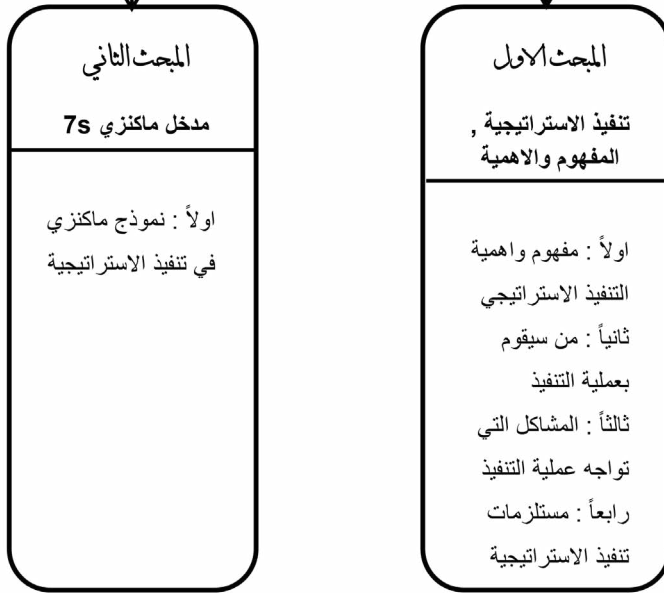 المبحث الاول
تنفيذ الاستراتيجية ,
المفهوم والاهمية
اولاً : مفهوم واهمية
التنفيذ الاستراتيجي
ثانياً : من سيقوم
بعملية التنفيذ
ثالثاً : المشاكل التي
تواجه عملية التنفيذ
رابعاً : مستلزمات
تنفيذ الاستراتيجية
المبحث الثاني
مدخل ماكنزي 7s
اولاً : نموذج ماكنزي
في تنفيذ الاستراتيجية